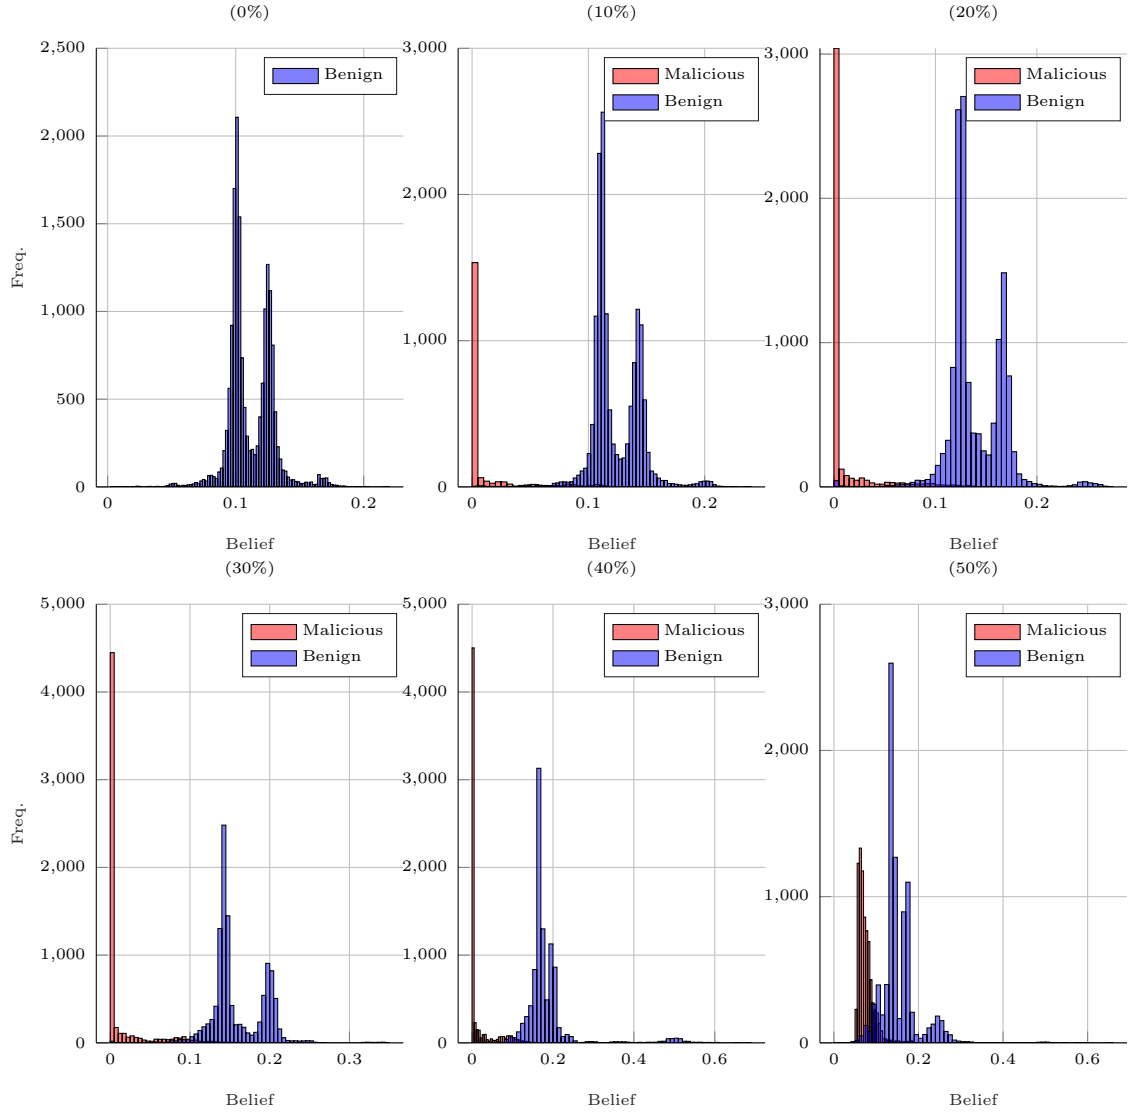 (0%)
2,500
2,000
1,500
1,000
500
0
Freq.
0
0.1
0.2
Belief
Benign
(10%)
3,000
2,000
1,000
0
0
0.1
0.2
Belief
Malicious
Benign
(20%)
3,000
2,000
1,000
0
0.1
0.2
Belief
Malicious
Benign
(30%)
5,000
4,000
3,000
2,000
1,000
0
Freq.
0
0.1
0.2
0.3
Belief
Malicious
Benign
(40%)
5,000
4,000
3,000
2,000
1,000
0
0
0.2
0.4
0.6
Belief
Malicious
Benign
(50%)
3,000
2,000
1,000
0
0
0.2
0.4
0.6
Belief
Malicious
Benign